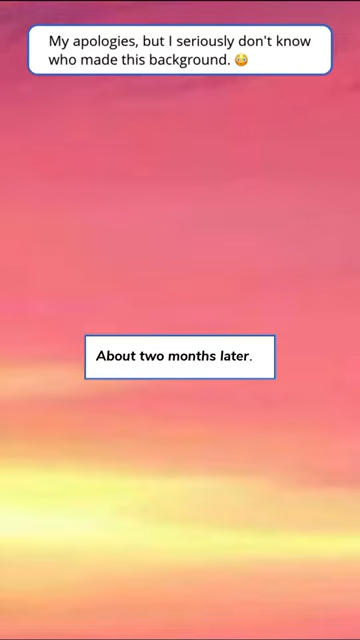 My apologies, but I seriously don't know
who made this background. 😳
About two months later.